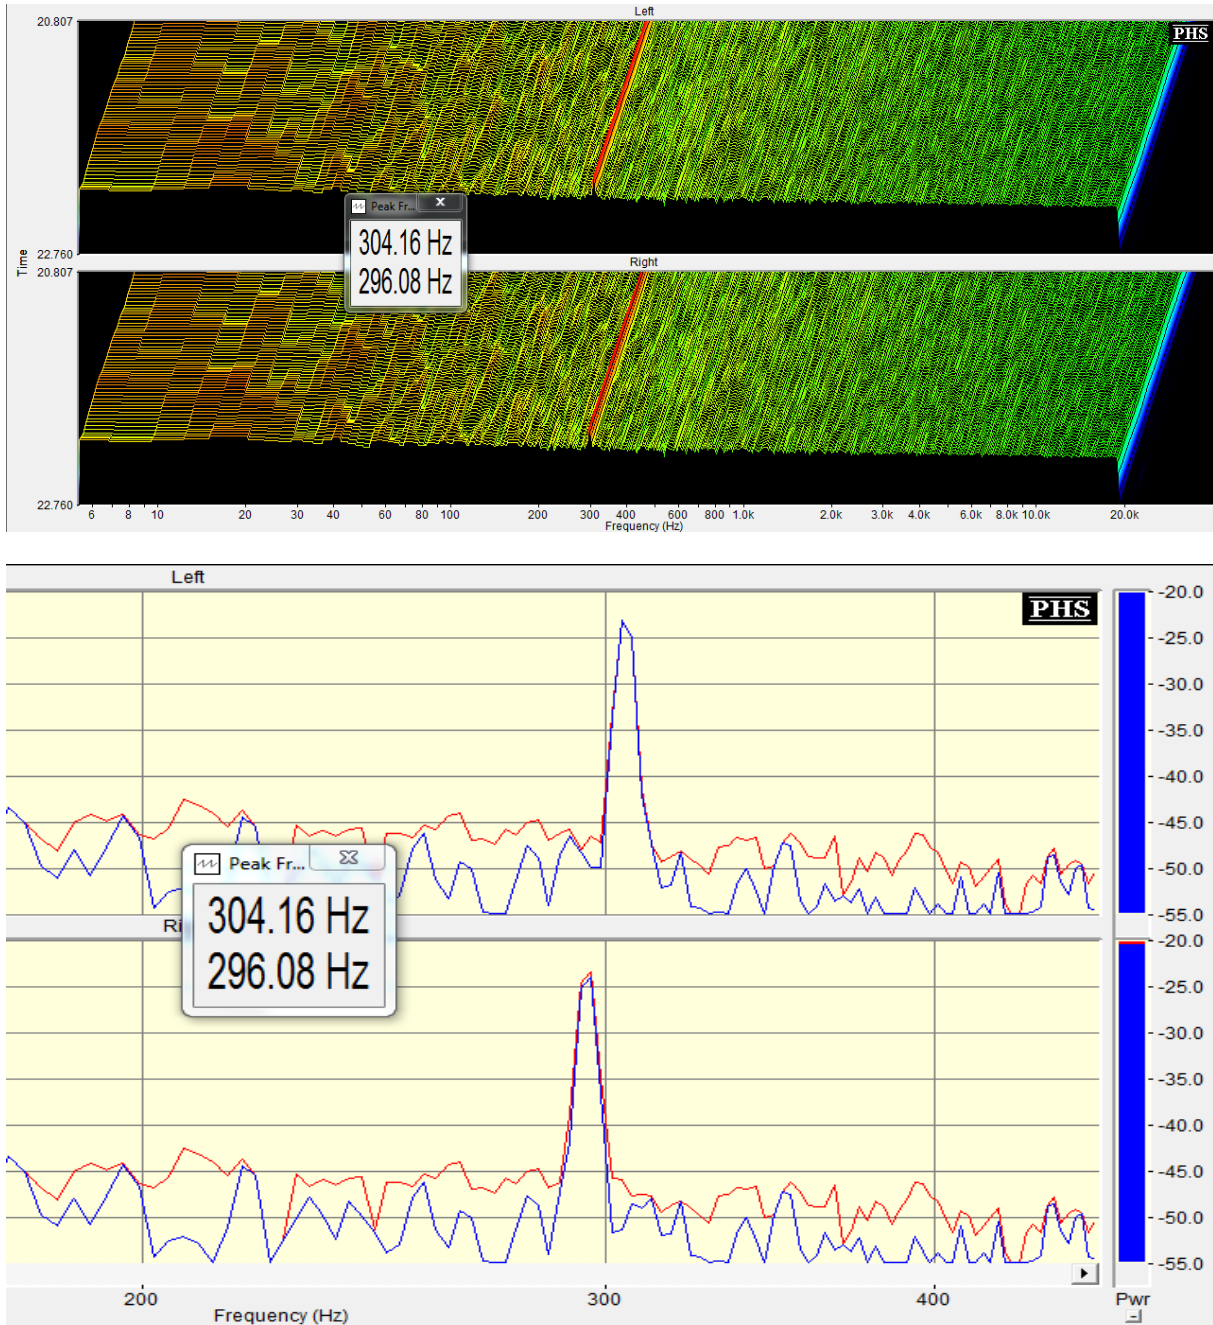 Left
20.807
PHS
Peak Fr...
x
304.16 Hz
296.08 Hz
Time
22.760
Right
20.807
22.760
6 8 10 20 30 40 60 80 100 200 300 400 600 800 1.0k 2.0k 3.0k 4.0k 6.0k 8.0k 10.0k 20.0k
Frequency (Hz)
Left
PHS
-20.0
-25.0
-30.0
-35.0
-40.0
-45.0
-50.0
-55.0
Peak Fr...
304.16 Hz
296.08 Hz
Ri
-20.0
-25.0
-30.0
-35.0
-40.0
-45.0
-50.0
-55.0
200 300 400 Pwr
Frequency (Hz)